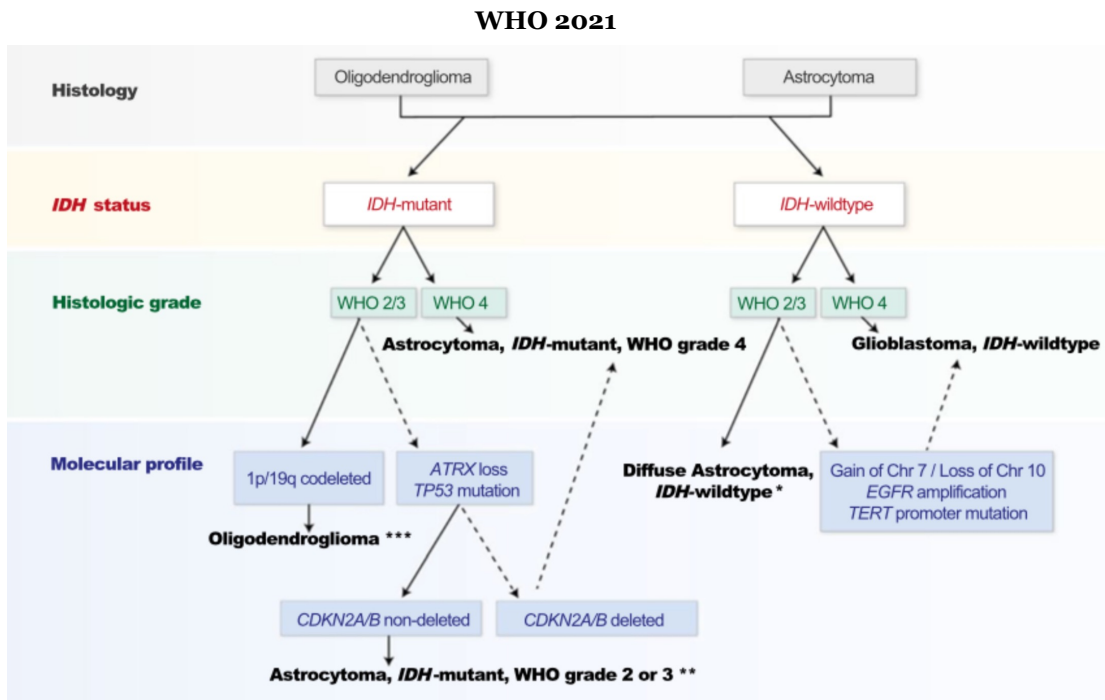 WHO 2021
Histology
Oligodendroglioma
Astrocytoma
IDH status
IDH-mutant
IDH-wildtype
Histologic grade
WHO 2/3
WHO 4
WHO 2/3
WHO 4
Astrocytoma, IDH-mutant, WHO grade 4
Glioblastoma, IDH-wildtype
Molecular profile
1p/19q codeleted
ATRX loss
TP53 mutation
Diffuse Astrocytoma,
IDH-wildtype *
Gain of Chr 7 / Loss of Chr 10
EGFR amplification
TERT promoter mutation
Oligodendroglioma ***
CDKN2A/B non-deleted
CDKN2A/B deleted
Astrocytoma, IDH-mutant, WHO grade 2 or 3 **